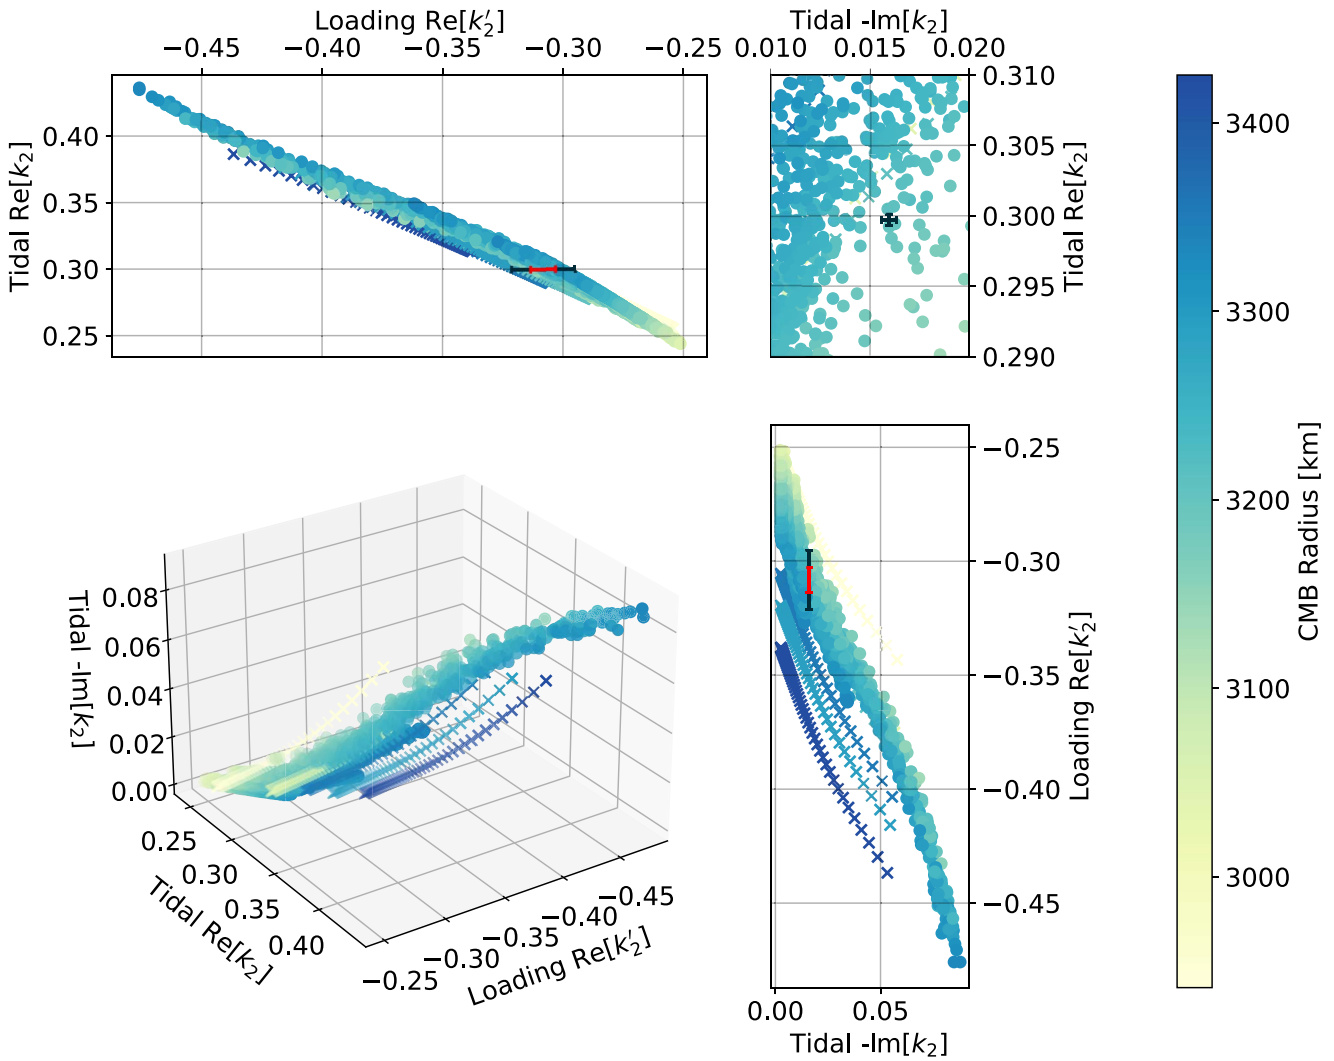 Loading Re[k₂′]
−0.45 −0.40 −0.35 −0.30 −0.25
Tidal Re[k₂]
0.40
0.35
0.30
0.25
Tidal -Im[k₂]
0.010 0.016 0.020
0.310
0.305
0.300
0.295
0.290
Tidal Re[k₂]
Tidal -Im[k₂]
0.08
0.06
0.04
0.02
0.00
0.25
0.30
0.35
0.40
Tidal Re[k₂]
−0.45
−0.40
−0.35
−0.30
−0.25
Loading Re[k₂′]
−0.25
−0.30
−0.35
−0.40
−0.45
Loading Re[k₂′]
0.00 0.05
Tidal -Im[k₂]
3400
3300
3200
3100
3000
CMB Radius [km]